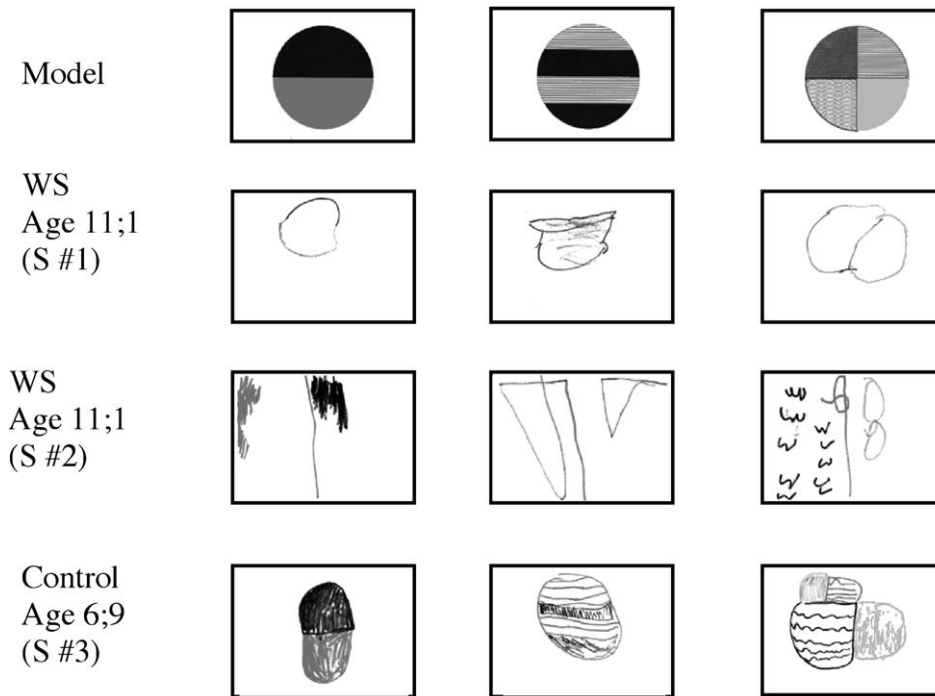 Model
WS
Age 11;1
(S #1)
WS
Age 11;1
(S #2)
Control
Age 6;9
(S #3)